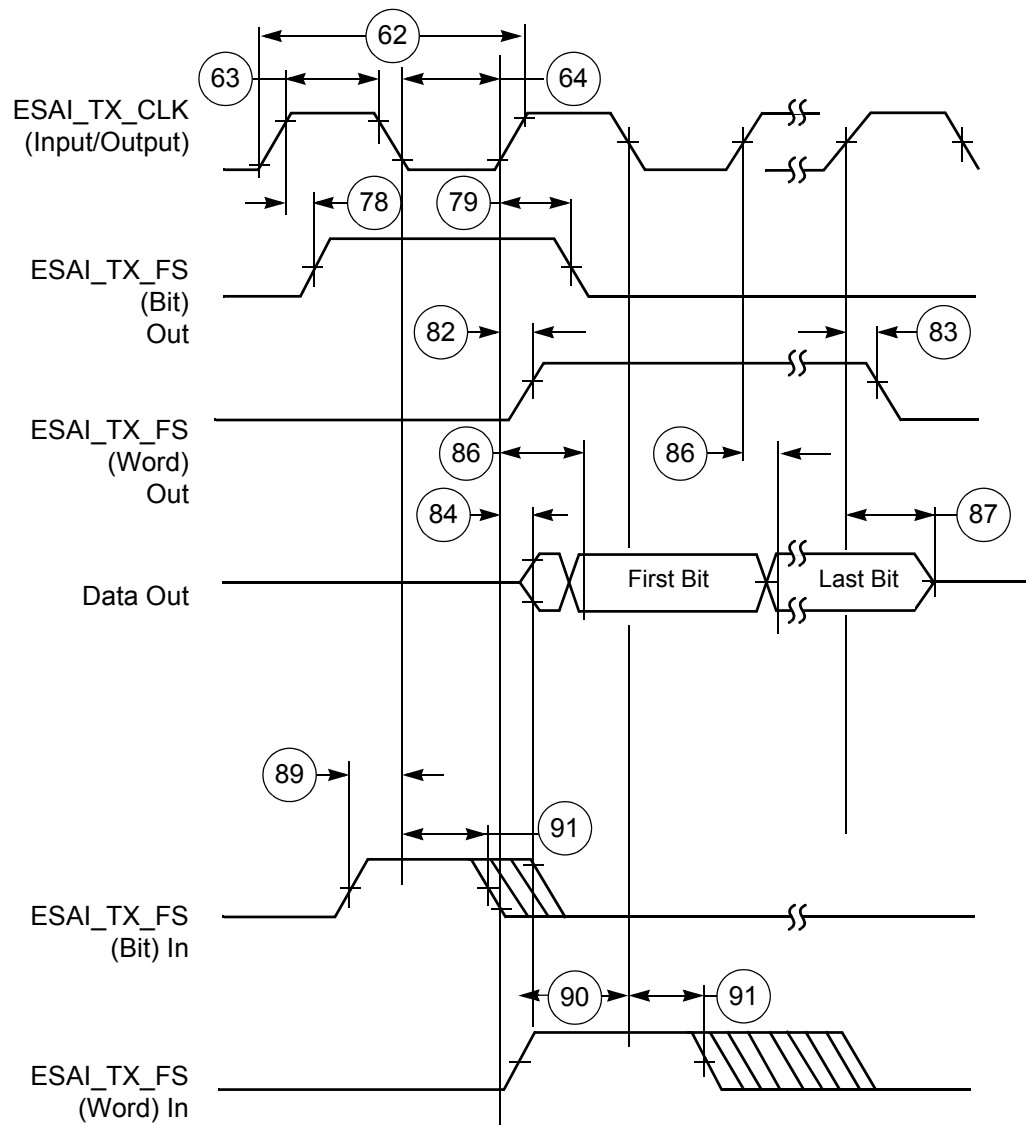 62
63
64
ESAI_TX_CLK
(Input/Output)
78
79
ESAI_TX_FS
(Bit)
Out
82
83
ESAI_TX_FS
(Word)
Out
86
86
84
87
Data Out
First Bit
Last Bit
89
91
ESAI_TX_FS
(Bit) In
90
91
ESAI_TX_FS
(Word) In